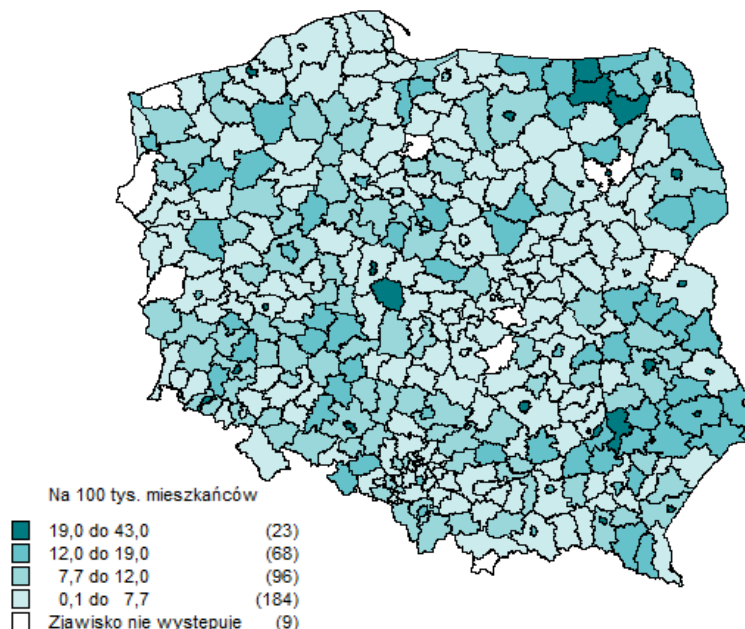 Na 100 tys. mieszkańców
19,0 do 43,0 (23)
12,0 do 19,0 (68)
7,7 do 12,0 (96)
0,1 do 7,7 (184)
Zjawisko nie występuje (9)